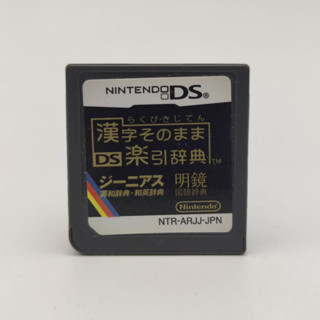 NINTENDO DS
らくびきじてん
漢字そのまま
DS楽引辞典™
ジーニアス 明鏡
英和辞典・和英辞典 国語辞典
Nintendo
NTR-ARJJ-JPN